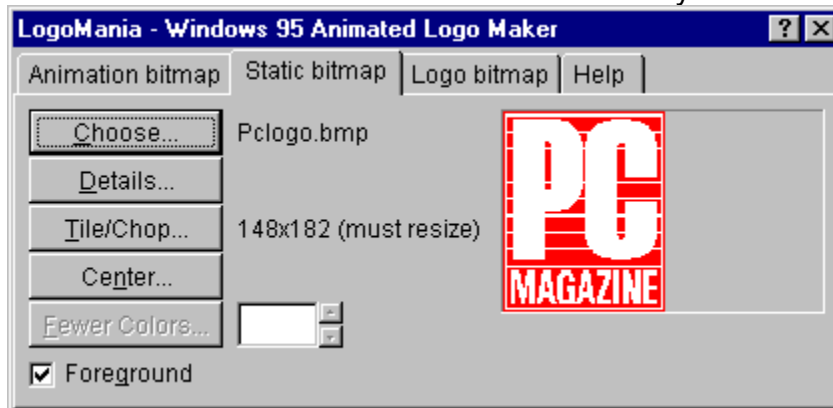 LogoMania - Windows 95 Animated Logo Maker
Animation bitmap Static bitmap Logo bitmap Help
Choose... Pclogo.bmp
Details...
Tile/Chop... 148x182 (must resize)
Center...
Fewer Colors...
Foreground
PC
MAGAZINE